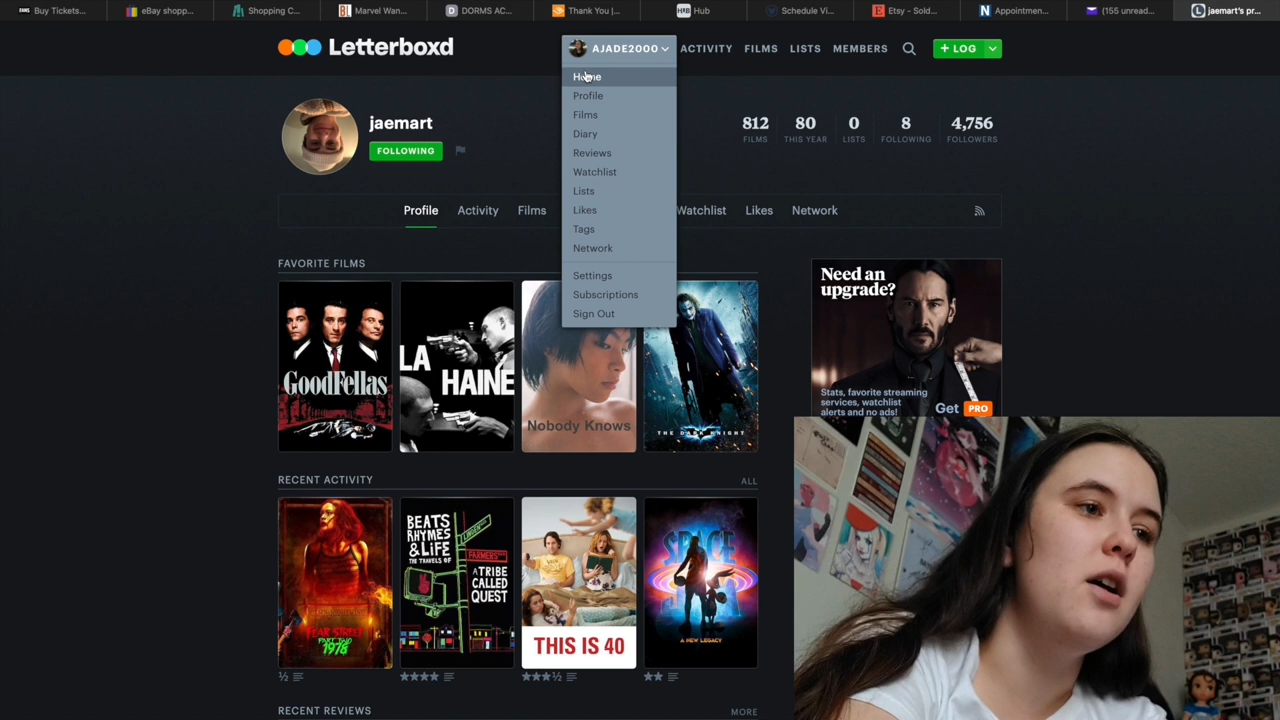 Buy Tickets...
eBay shopp...
Shopping C...
Marvel Wan...
DORMS AC...
Thank You |...
Hub
Schedule Vi...
Etsy - Sold...
Appointmen...
(155 unread...
jaemart's pr...
Letterboxd
AJADE2000
ACTIVITY
FILMS
LISTS
MEMBERS
+ LOG
Home
Profile
Films
Diary
Reviews
Watchlist
Lists
Likes
Tags
Network
Settings
Subscriptions
Sign Out
jaemart
FOLLOWING
812 80 0 8 4,756
FILMS THIS YEAR LISTS FOLLOWING FOLLOWERS
Profile Activity Films Watchlist Likes Network
FAVORITE FILMS
GoodFellas
LA
HAINE
Nobody Knows
THE DARK KNIGHT
Need an
upgrade?
Stats, favorite streaming
services, watchlist
alerts and no ads!
Get PRO
RECENT ACTIVITY
ALL
FEAR STREET
PART TWO
1978
BEATS
RHYMES
& LIFE
THE TRAVELS OF
A TRIBE
CALLED
QUEST
LINDEN BLVD
FARMERS BLVD
THIS IS 40
SPACE
JAM
A NEW LEGACY
½
★★★★
★★★½
★★
RECENT REVIEWS
MORE